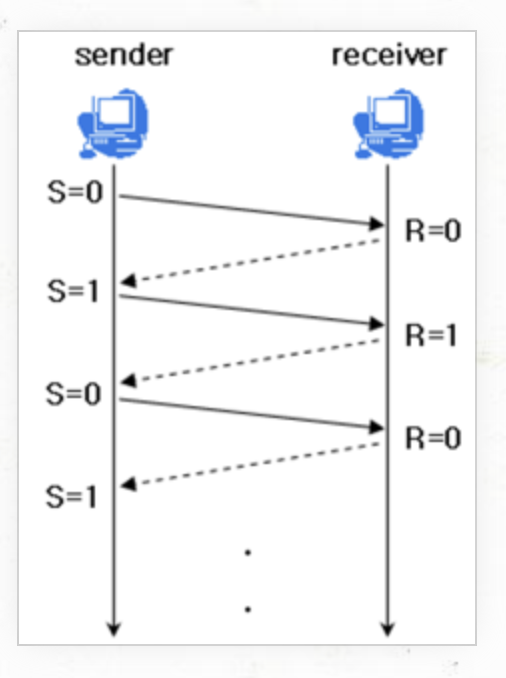 sender receiver
S=0
R=0
S=1
R=1
S=0
R=0
S=1